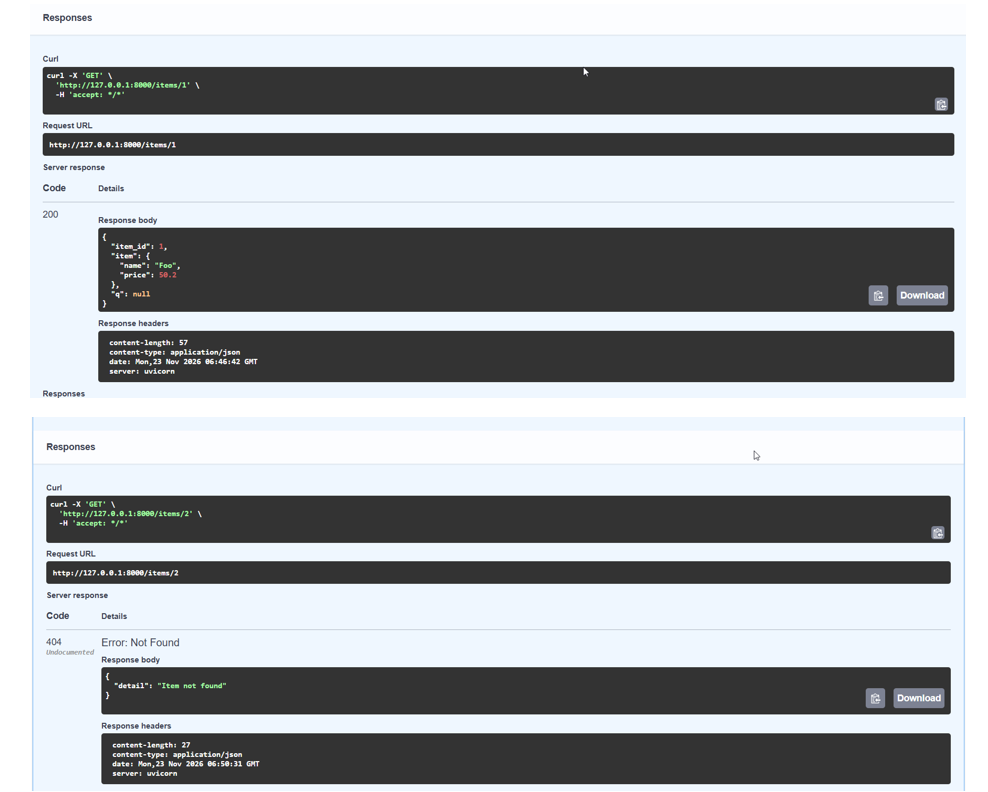 Responses
Curl
curl -X 'GET' \
  'http://127.0.0.1:8000/items/1' \
  -H 'accept: */*'
Request URL
http://127.0.0.1:8000/items/1
Server response
Code Details
200
Response body
{
  "item_id": 1,
  "item": {
    "name": "Foo",
    "price": 50.2
  },
  "q": null
}
Download
Response headers
content-length: 57
content-type: application/json
date: Mon,23 Nov 2026 06:46:42 GMT
server: uvicorn
Responses
Responses
Curl
curl -X 'GET' \
  'http://127.0.0.1:8000/items/2' \
  -H 'accept: */*'
Request URL
http://127.0.0.1:8000/items/2
Server response
Code Details
404 Error: Not Found
Undocumented
Response body
{
  "detail": "Item not found"
}
Download
Response headers
content-length: 27
content-type: application/json
date: Mon,23 Nov 2026 06:50:31 GMT
server: uvicorn